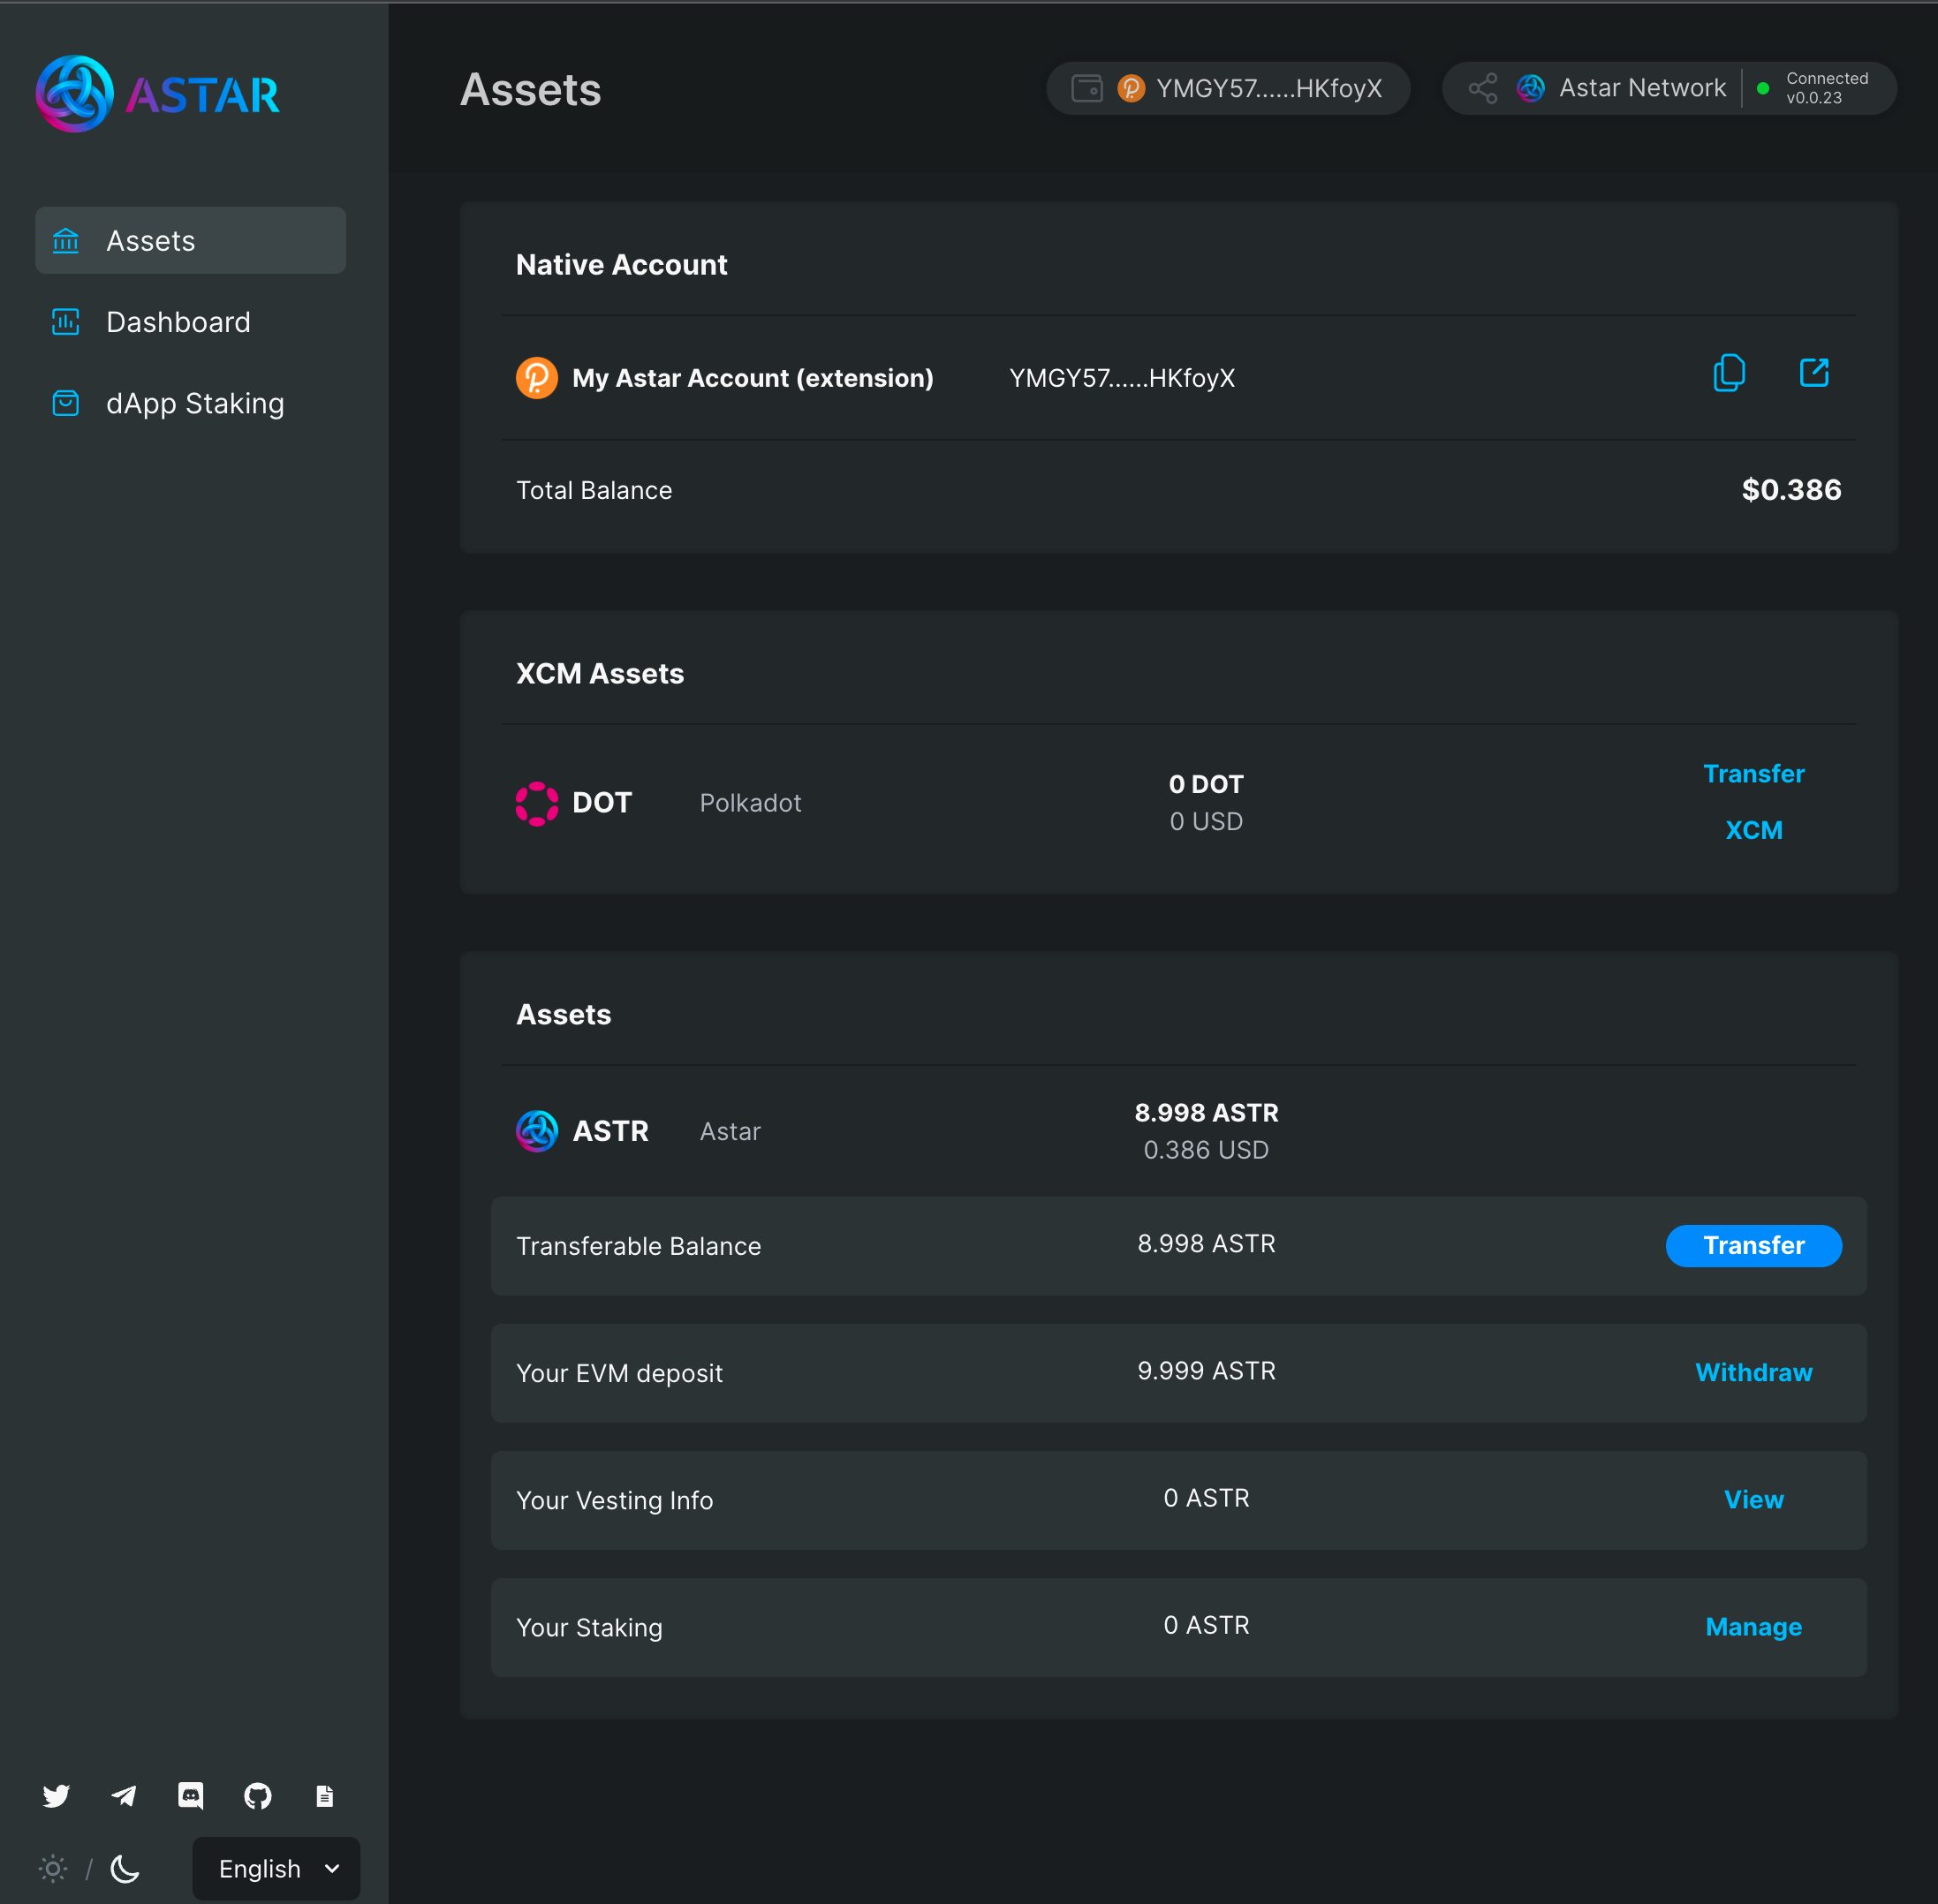 ASTAR
Assets
Dashboard
dApp Staking
English
Assets
YMGY57......HKfoyX
Astar Network
Connected
v0.0.23
Native Account
My Astar Account (extension) YMGY57......HKfoyX
Total Balance $0.386
XCM Assets
DOT Polkadot
0 DOT
0 USD
Transfer
XCM
Assets
ASTR Astar
8.998 ASTR
0.386 USD
Transferable Balance 8.998 ASTR Transfer
Your EVM deposit 9.999 ASTR Withdraw
Your Vesting Info 0 ASTR View
Your Staking 0 ASTR Manage